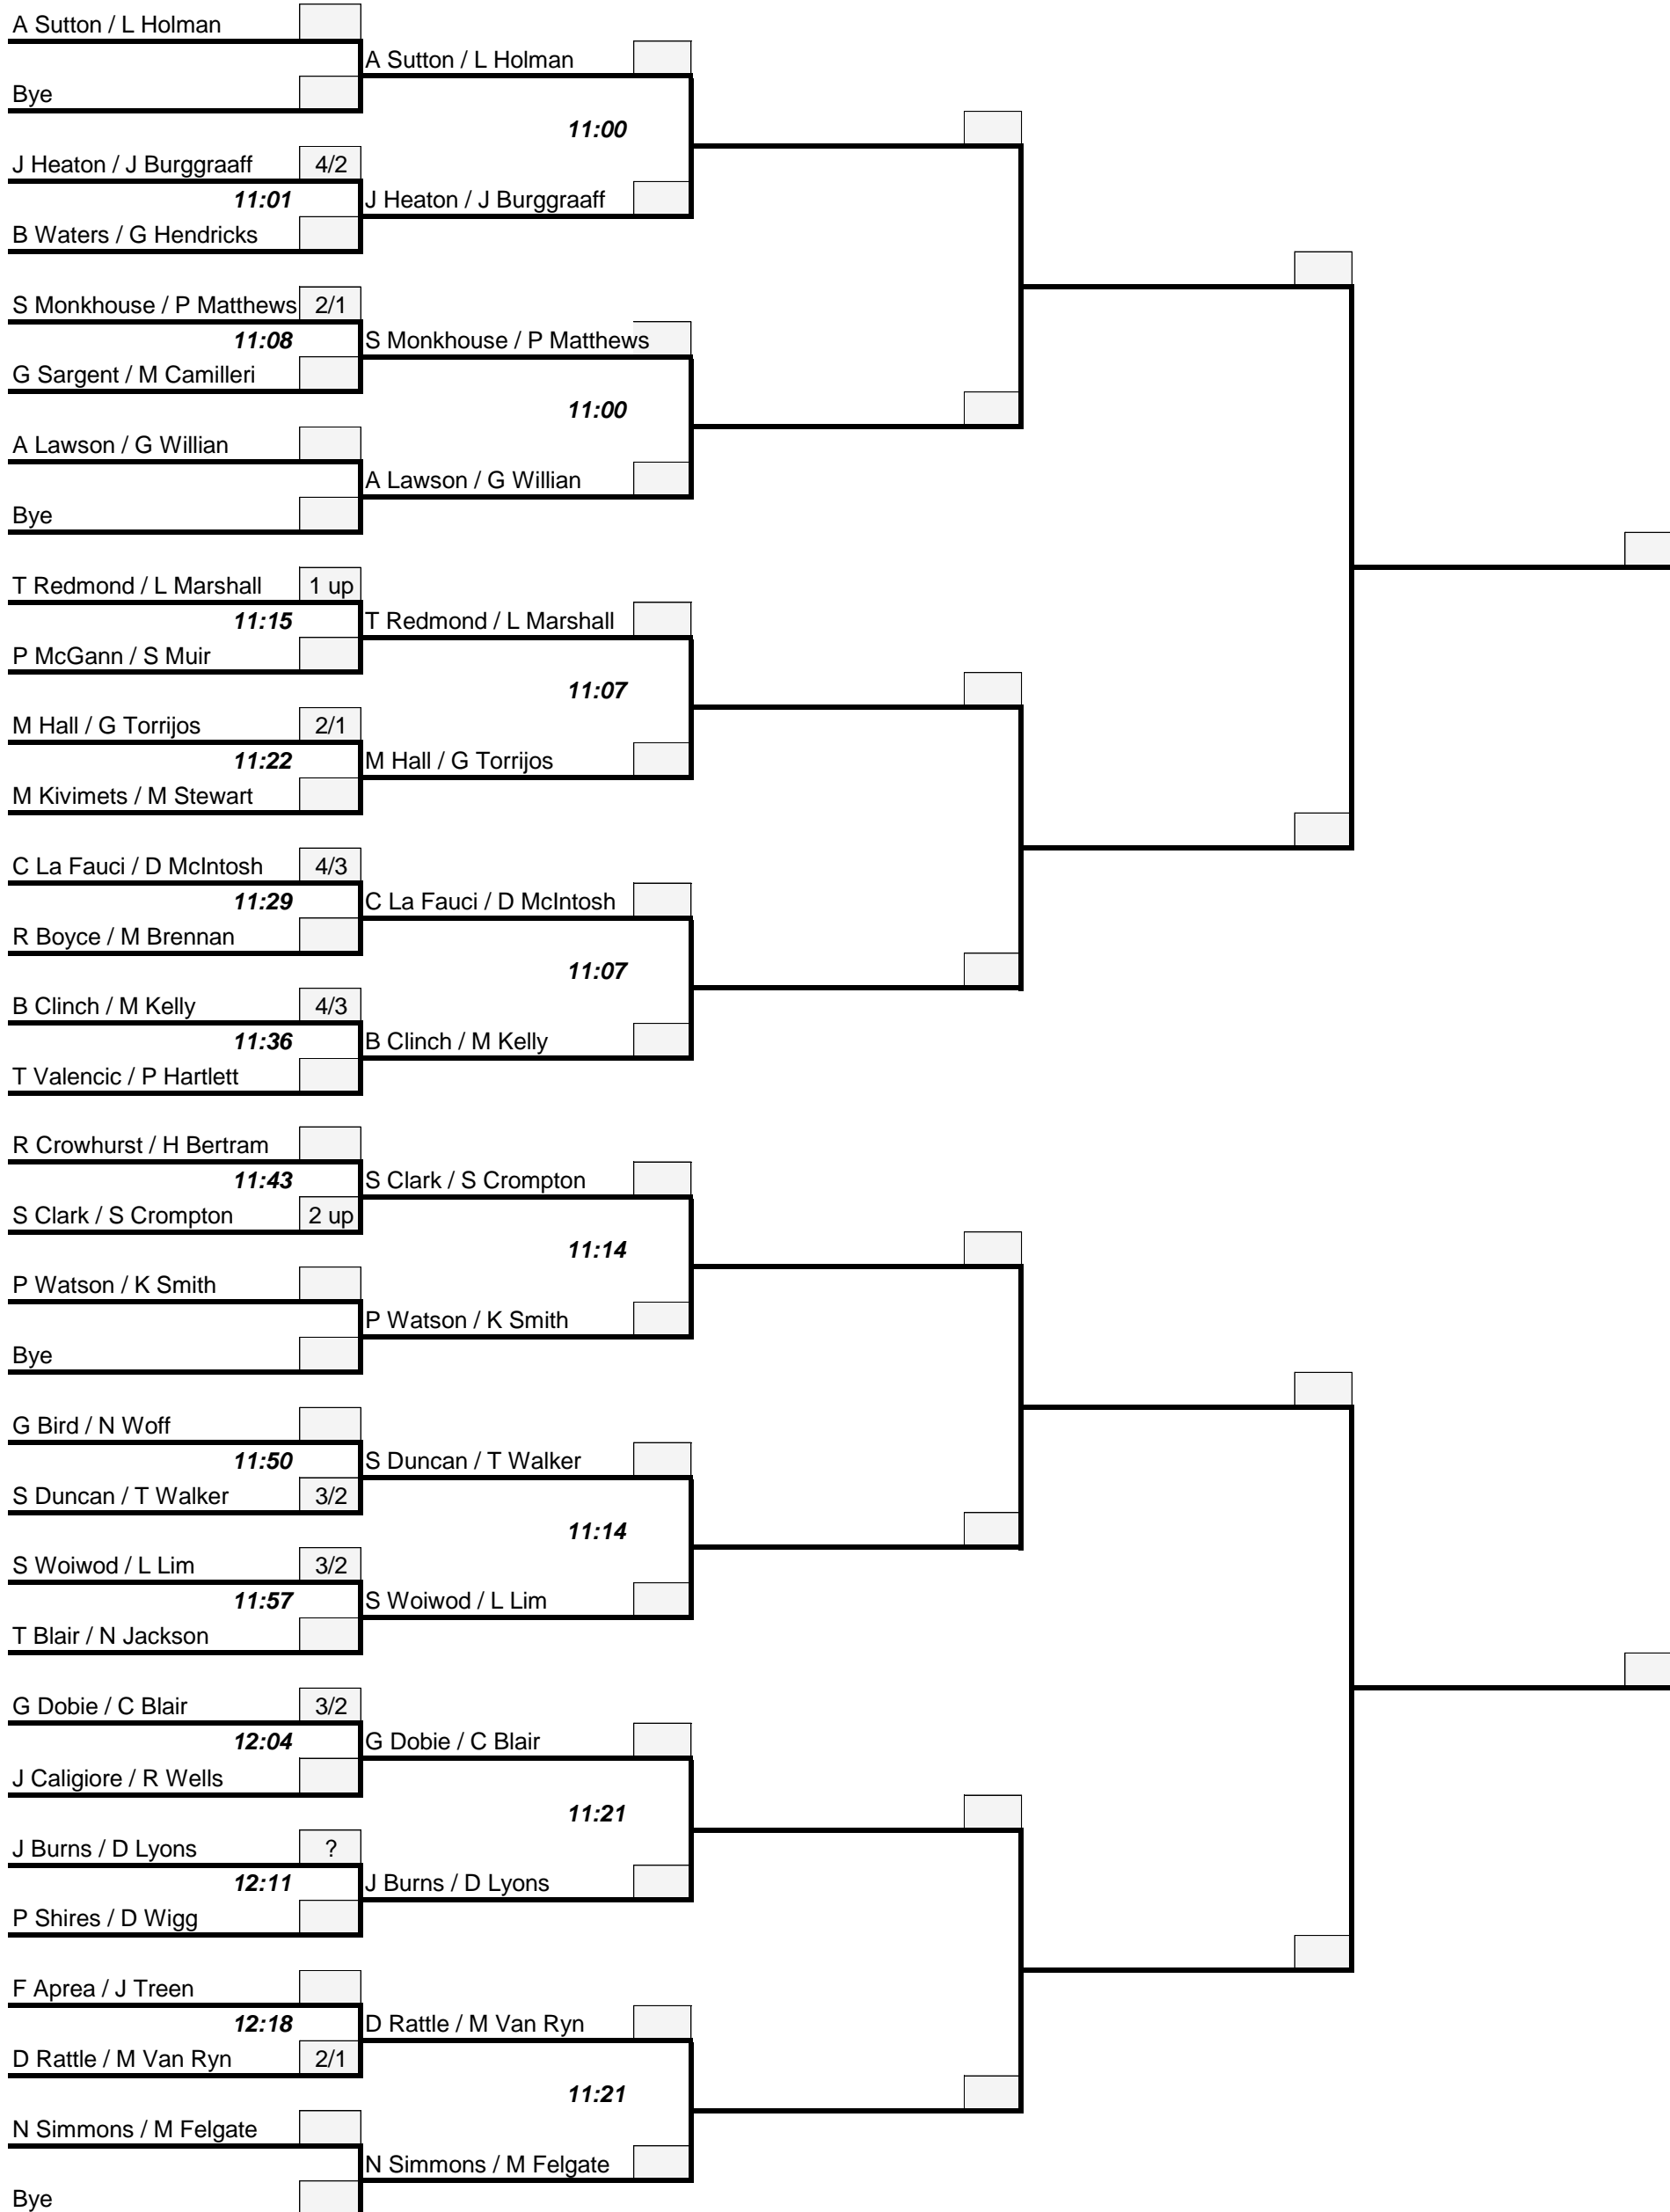 A Sutton / L Holman
A Sutton / L Holman
Bye
11:00
J Heaton / J Burggraaff 4/2
11:01 J Heaton / J Burggraaff
B Waters / G Hendricks
S Monkhouse / P Matthews 2/1
11:08 S Monkhouse / P Matthews
G Sargent / M Camilleri
11:00
A Lawson / G Willian
A Lawson / G Willian
Bye
T Redmond / L Marshall 1 up
11:15 T Redmond / L Marshall
P McGann / S Muir
11:07
M Hall / G Torrijos 2/1
11:22 M Hall / G Torrijos
M Kivimets / M Stewart
C La Fauci / D McIntosh 4/3
11:29 C La Fauci / D McIntosh
R Boyce / M Brennan
11:07
B Clinch / M Kelly 4/3
11:36 B Clinch / M Kelly
T Valencic / P Hartlett
R Crowhurst / H Bertram
11:43 S Clark / S Crompton
S Clark / S Crompton 2 up
11:14
P Watson / K Smith
P Watson / K Smith
Bye
G Bird / N Woff
11:50 S Duncan / T Walker
S Duncan / T Walker 3/2
11:14
S Woiwod / L Lim 3/2
11:57 S Woiwod / L Lim
T Blair / N Jackson
G Dobie / C Blair 3/2
12:04 G Dobie / C Blair
J Caligiore / R Wells
11:21
J Burns / D Lyons ?
12:11 J Burns / D Lyons
P Shires / D Wigg
F Aprea / J Treen
12:18 D Rattle / M Van Ryn
D Rattle / M Van Ryn 2/1
11:21
N Simmons / M Felgate
N Simmons / M Felgate
Bye